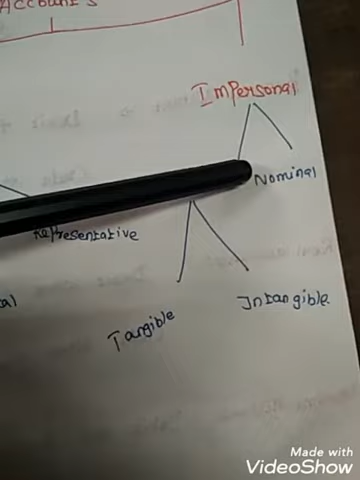 Accounts
Impersonal
Nominal
Representative
Tangible
Intangible
Made with
VideoShow